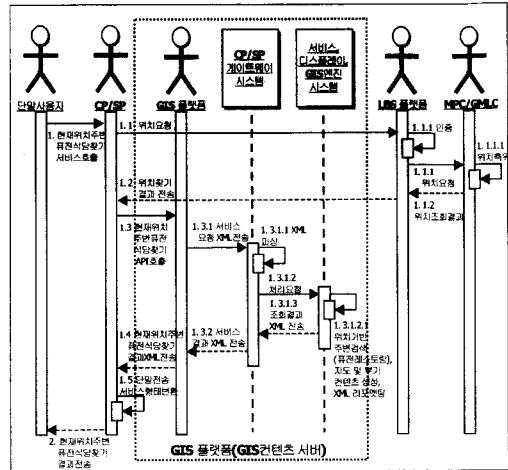 CP/SP
게이트웨어
시스템
서비스
디스플레이,
GIS엔진
시스템
단말사용자
CP/SP
GIS 플랫폼
LBS 플랫폼
MPC/GMLC
1. 현재위치주변
퓨전식당찾기
서비스호출
1.1 위치요청
1.1.1 인증
1.1.1.1
위치측위
1.1.1
위치요청
1.1.2
위치조회결과
1.2 위치찾기
결과 전송
1.3 현재위치
주변퓨전
식당찾기
API호출
1.3.1 서비스
요청 XML전송
1.3.1.1 XML
파싱
1.3.1.2
처리요청
1.3.1.3
조회결과
XML 전송
1.3.1.2.1
위치기반
주변검색
(퓨전레스토랑),
지도 및 부가
컨텐츠 생성,
XML 리포맷팅
1.3.2 서비스
결과 XML 전송
1.4 현재위치주변
퓨전식당찾기
결과XML전송
1.5 단말전송
서비스형태변환
2. 현재위치주변
퓨전식당찾기
결과전송
GIS 플랫폼(GIS컨텐츠 서버)